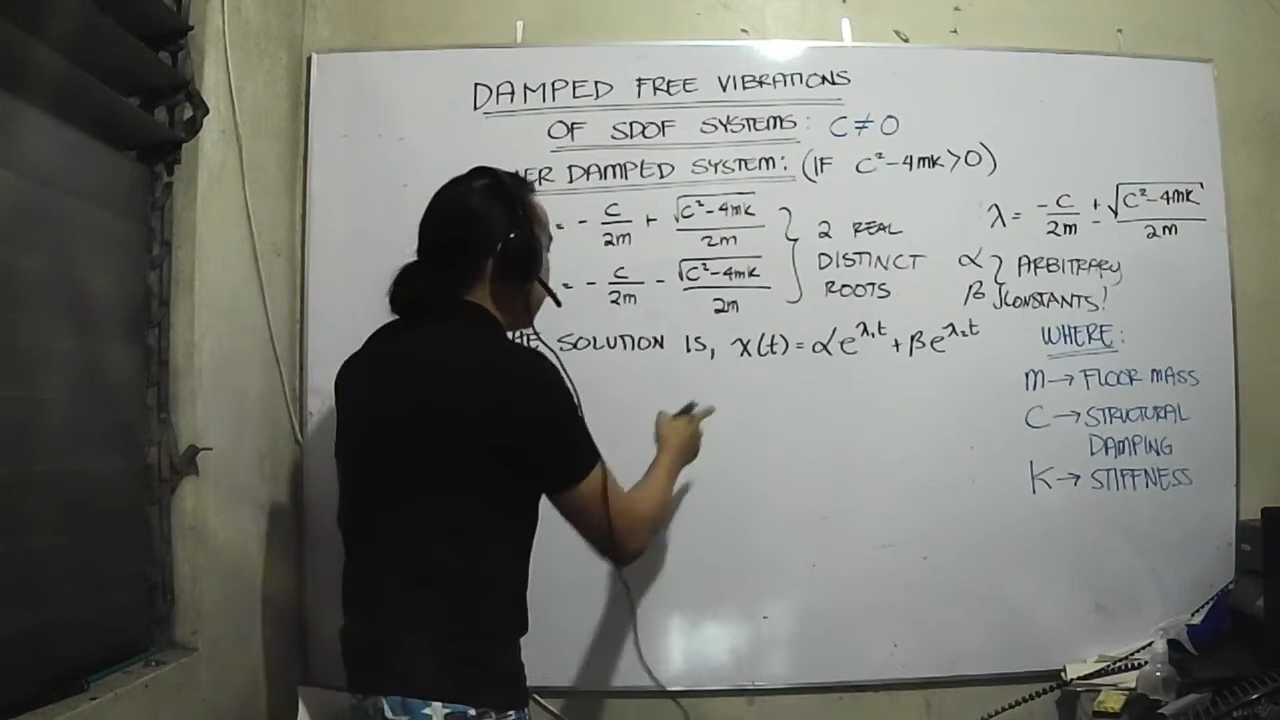 DAMPED FREE VIBRATIONS
OF SDOF SYSTEMS: C≠0
ER DAMPED SYSTEM: (IF C²-4mk>0)
= - C/2m + √(C²-4mk)/2m
= - C/2m - √(C²-4mk)/2m
2 REAL
DISTINCT
ROOTS
λ = -C/2m ± √(C²-4mk)/2m
α } ARBITRARY
β } CONSTANTS!
HE SOLUTION IS, x(t) = αe^λ₁t + βe^λ₂t
WHERE:
m → FLOOR MASS
C → STRUCTURAL
DAMPING
K → STIFFNESS